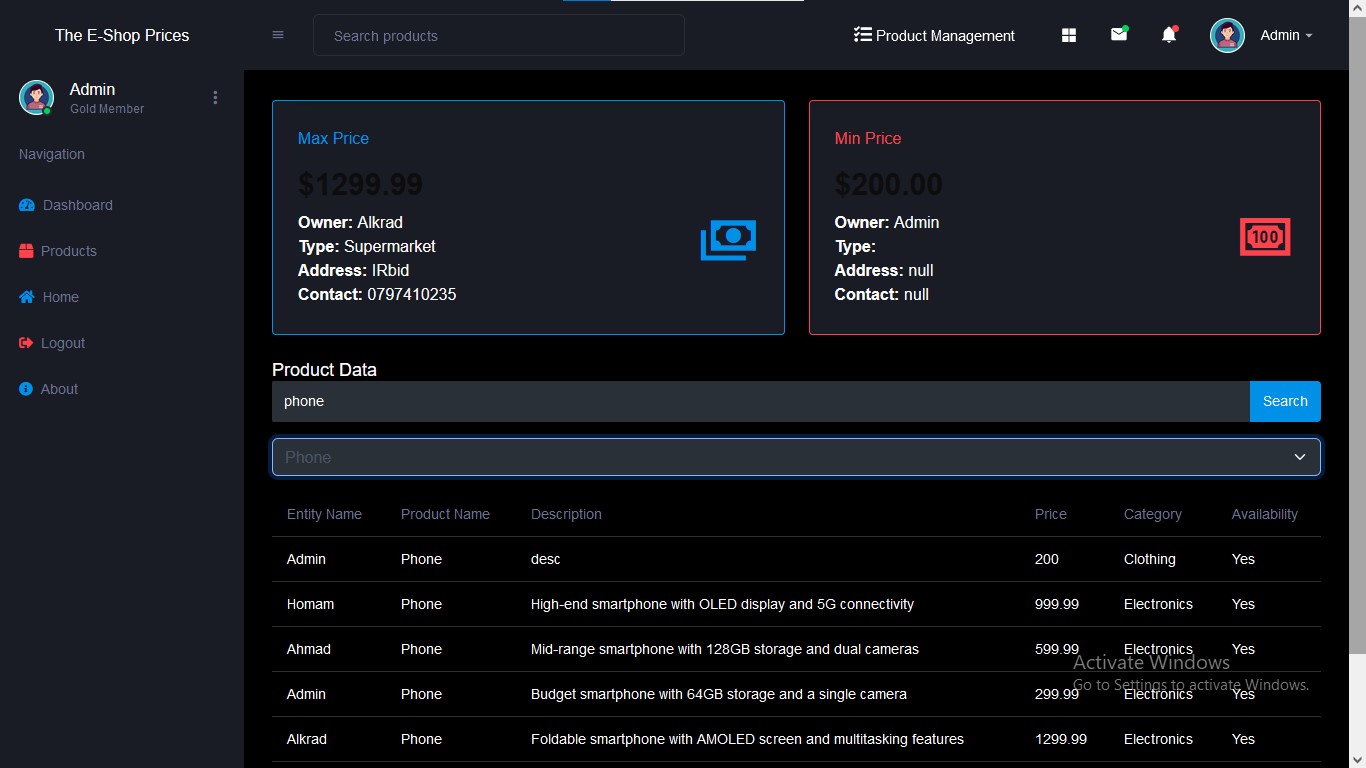 The E-Shop Prices
Search products
Product Management
Admin
Admin
Gold Member
Navigation
Dashboard
Products
Home
Logout
About
Max Price
$1299.99
Owner: Alkrad
Type: Supermarket
Address: IRbid
Contact: 0797410235
Min Price
$200.00
Owner: Admin
Type:
Address: null
Contact: null
100
Product Data
phone
Search
Phone
Entity Name Product Name Description Price Category Availability
Admin Phone desc 200 Clothing Yes
Homam Phone High-end smartphone with OLED display and 5G connectivity 999.99 Electronics Yes
Ahmad Phone Mid-range smartphone with 128GB storage and dual cameras 599.99 Electronics Yes
Admin Phone Budget smartphone with 64GB storage and a single camera 299.99 Electronics Yes
Alkrad Phone Foldable smartphone with AMOLED screen and multitasking features 1299.99 Electronics Yes
Activate Windows
Go to Settings to activate Windows.